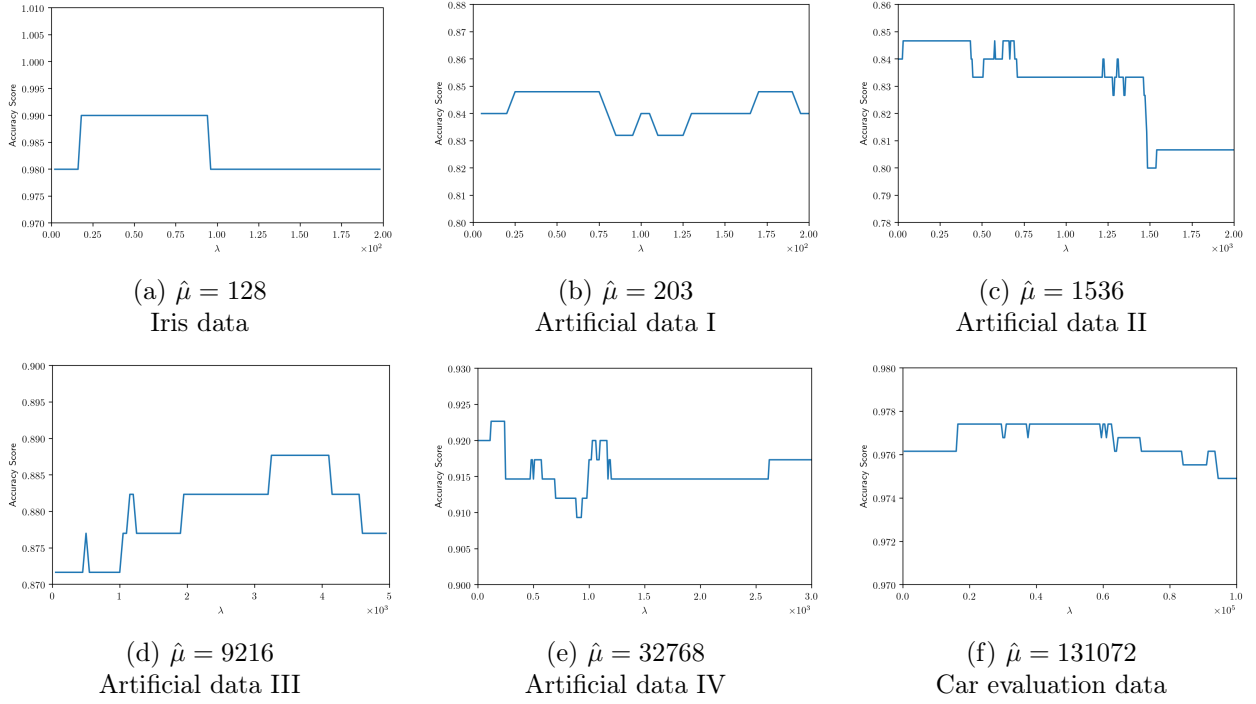 1.010
1.005
1.000
0.995
0.990
0.985
0.980
0.975
0.970
Accuracy Score
0.00 0.25 0.50 0.75 1.00 1.25 1.50 1.75 2.00
λ
×10²
(a) μ̂ = 128
Iris data
0.88
0.87
0.86
0.85
0.84
0.83
0.82
0.81
0.80
Accuracy Score
0.00 0.25 0.50 0.75 1.00 1.25 1.50 1.75 2.00
λ
×10²
(b) μ̂ = 203
Artificial data I
0.86
0.85
0.84
0.83
0.82
0.81
0.80
0.79
0.78
Accuracy Score
0.00 0.25 0.50 0.75 1.00 1.25 1.50 1.75 2.00
λ
×10³
(c) μ̂ = 1536
Artificial data II
0.900
0.895
0.890
0.885
0.880
0.875
0.870
Accuracy Score
0 1 2 3 4 5
λ
×10³
(d) μ̂ = 9216
Artificial data III
0.930
0.925
0.920
0.915
0.910
0.905
0.900
Accuracy Score
0.0 0.5 1.0 1.5 2.0 2.5 3.0
λ
×10³
(e) μ̂ = 32768
Artificial data IV
0.980
0.978
0.976
0.974
0.972
0.970
Accuracy Score
0.0 0.2 0.4 0.6 0.8 1.0
λ
×10⁵
(f) μ̂ = 131072
Car evaluation data